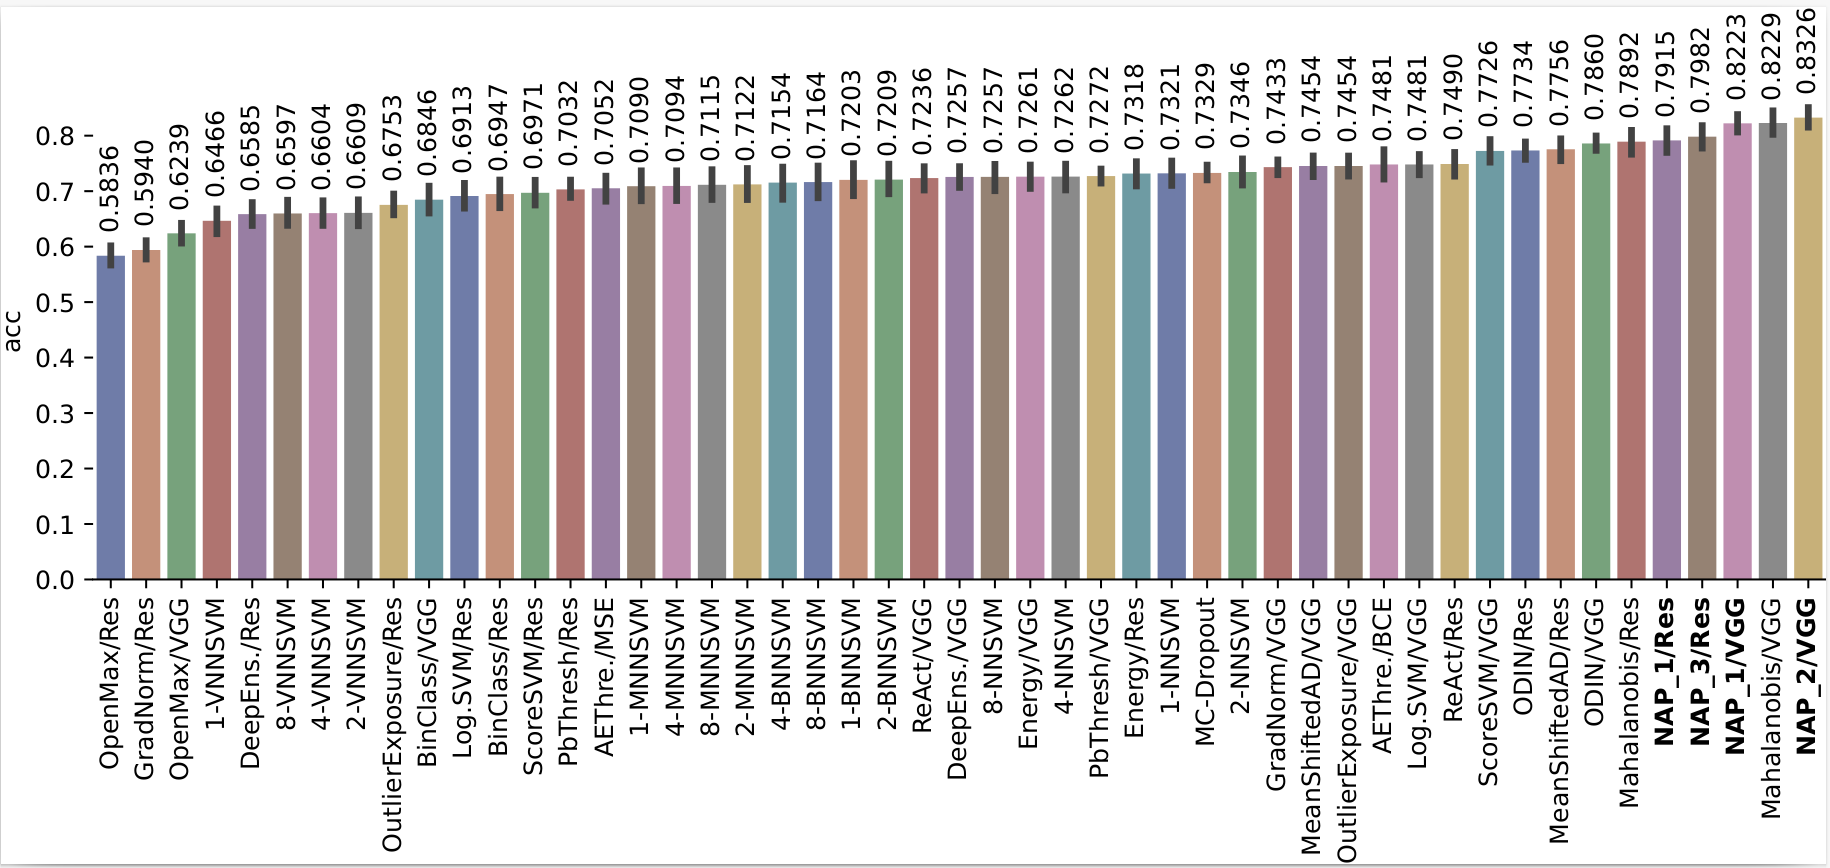 0.5836
0.5940
0.6239
0.6466
0.6585
0.6597
0.6604
0.6609
0.6753
0.6846
0.6913
0.6947
0.6971
0.7032
0.7052
0.7090
0.7094
0.7115
0.7122
0.7154
0.7164
0.7203
0.7209
0.7236
0.7257
0.7257
0.7261
0.7262
0.7272
0.7318
0.7321
0.7329
0.7346
0.7433
0.7454
0.7454
0.7481
0.7481
0.7490
0.7726
0.7734
0.7756
0.7860
0.7892
0.7915
0.7982
0.8223
0.8229
0.8326
acc
0.8
0.7
0.6
0.5
0.4
0.3
0.2
0.1
0.0
OpenMax/Res
GradNorm/Res
OpenMax/VGG
1-VNNSVM
DeepEns./Res
8-VNNSVM
4-VNNSVM
2-VNNSVM
OutlierExposure/Res
BinClass/VGG
Log.SVM/Res
BinClass/Res
ScoreSVM/Res
PbThresh/Res
AEThre./MSE
1-MNNSVM
4-MNNSVM
8-MNNSVM
2-MNNSVM
4-BNNSVM
8-BNNSVM
1-BNNSVM
2-BNNSVM
ReAct/VGG
DeepEns./VGG
8-NNSVM
Energy/VGG
4-NNSVM
PbThresh/VGG
Energy/Res
1-NNSVM
MC-Dropout
2-NNSVM
GradNorm/VGG
MeanShiftedAD/VGG
OutlierExposure/VGG
AEThre./BCE
Log.SVM/VGG
ReAct/Res
ScoreSVM/VGG
ODIN/Res
MeanShiftedAD/Res
ODIN/VGG
Mahalanobis/Res
NAP_1/Res
NAP_3/Res
NAP_1/VGG
Mahalanobis/VGG
NAP_2/VGG